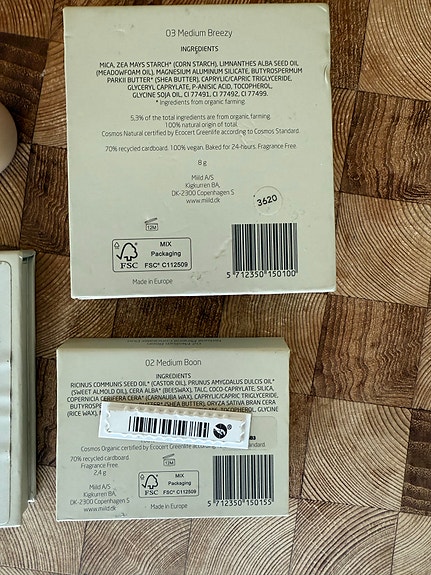 03 Medium Breezy
INGREDIENTS
MICA, ZEA MAYS STARCH* (CORN STARCH), LIMNANTHES ALBA SEED OIL
(MEADOWFOAM OIL), MAGNESIUM ALUMINUM SILICATE, BUTYROSPERMUM
PARKII BUTTER* (SHEA BUTTER), CAPRYLIC/CAPRIC TRIGLYCERIDE,
GLYCERYL CAPRYLATE, P-ANISIC ACID, TOCOPHEROL,
GLYCINE SOJA OIL, CI 77491, CI 77492, CI 77499.
* Ingredients from organic farming.
5,3% of the total ingredients are from organic farming.
100% natural origin of total.
Cosmos Natural certified by Ecocert Greenlife according to Cosmos Standard.
70% recycled cardboard. 100% vegan. Baked for 24-hours. Fragrance Free.
8 g
Miild A/S
Kigkurren 8A,
DK-2300 Copenhagen S
www.miild.dk
3620
12M
FSC
MIX
Packaging
FSC® C112509
Made in Europe
5 712350 150100
02 Medium Boon
INGREDIENTS
RICINUS COMMUNIS SEED OIL* (CASTOR OIL), PRUNUS AMYGDALUS DULCIS OIL*
(SWEET ALMOND OIL), CERA ALBA* (BEESWAX), TALC, COCO-CAPRYLATE, SILICA,
COPERNICIA CERIFERA CERA* (CARNAUBA WAX), CAPRYLIC/CAPRIC TRIGLYCERIDE,
BUTYROSP (SHEA BUTTER), ORYZA SATIVA BRAN CERA
(RICE WAX), TOCOPHEROL, GLYCINE
Cosmos Organic certified by Ecocert Greenlife according to Cosmos Standard.
70% recycled cardboard.
Fragrance Free
2,4 g
Miild A/S
Kigkurren 8A,
DK-2300 Copenhagen S
www.miild.dk
12M
FSC
MIX
Packaging
FSC® C112509
Made in Europe
5 712350 150155